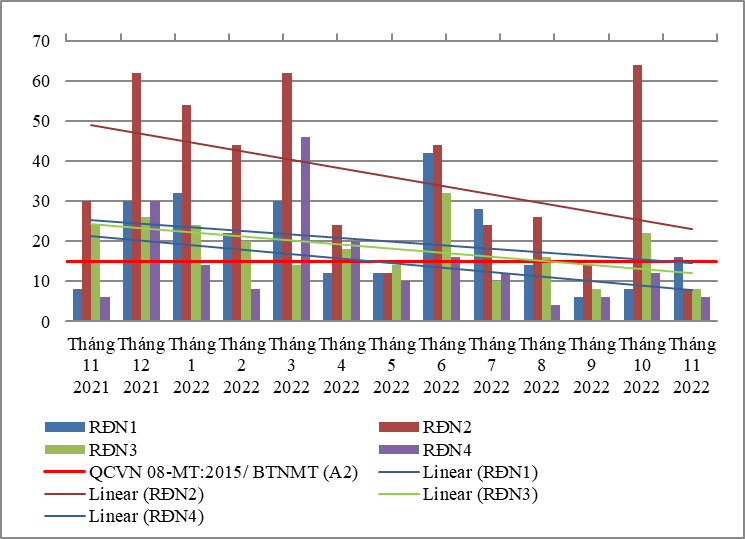 70
60
50
40
30
20
10
0
Tháng Tháng Tháng Tháng Tháng Tháng Tháng Tháng Tháng Tháng Tháng Tháng Tháng
11 12 1 2 3 4 5 6 7 8 9 10 11
2021 2021 2022 2022 2022 2022 2022 2022 2022 2022 2022 2022 2022
RĐN1 RĐN2
RĐN3 RĐN4
QCVN 08-MT:2015/ BTNMT (A2) Linear (RĐN1)
Linear (RĐN2) Linear (RĐN3)
Linear (RĐN4)